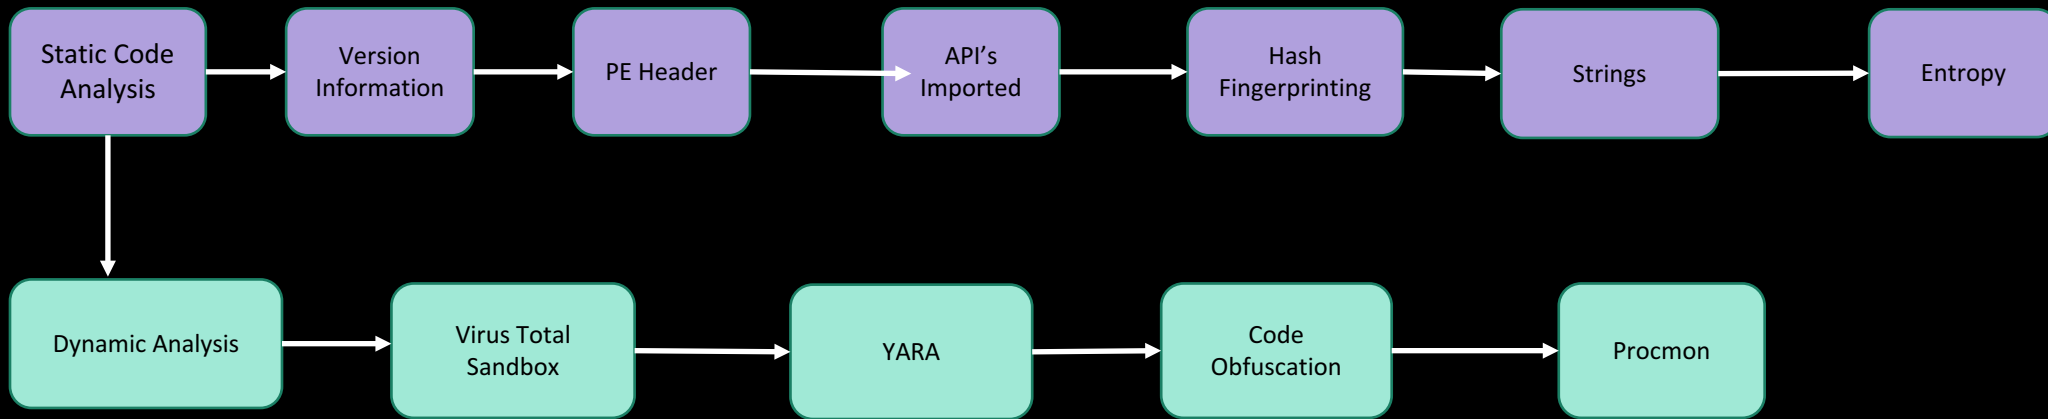 Static Code
Analysis
Version
Information
PE Header
API's
Imported
Hash
Fingerprinting
Strings
Entropy
Dynamic Analysis
Virus Total
Sandbox
YARA
Code
Obfuscation
Procmon